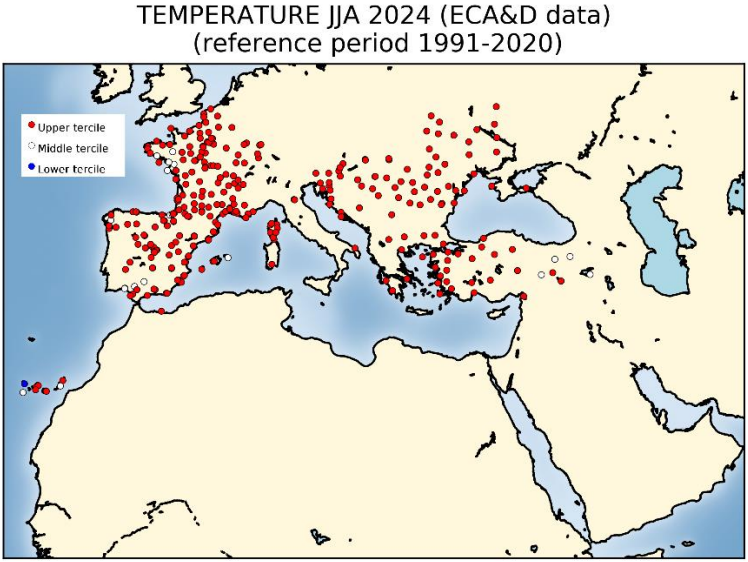 TEMPERATURE JJA 2024 (ECA&D data)
(reference period 1991-2020)
Upper tercile
Middle tercile
Lower tercile